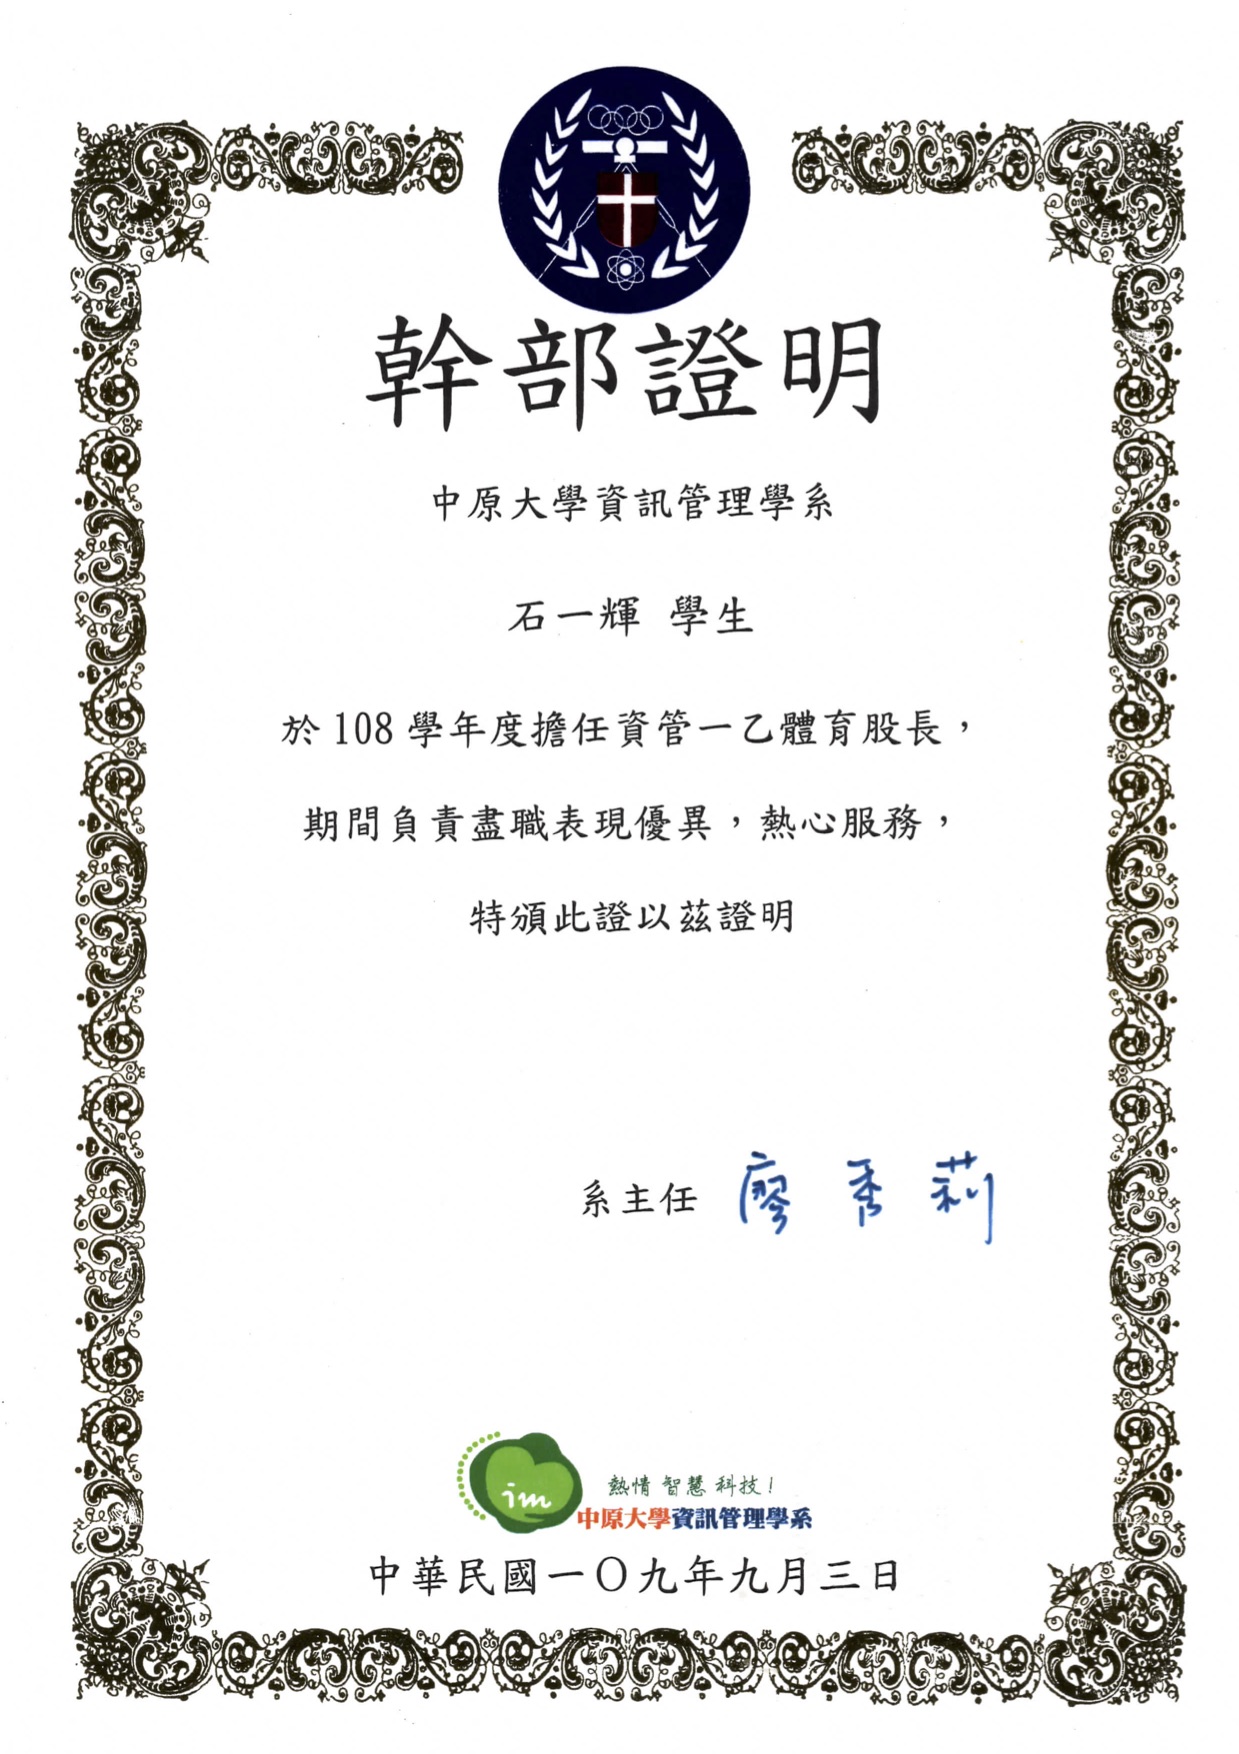 幹部證明
中原大學資訊管理學系
石一輝 學生
於 108 學年度擔任資管一乙體育股長，
期間負責盡職表現優異，熱心服務，
特頒此證以茲證明
系主任 廖秀莉
im
熱情 智慧 科技！
中原大學資訊管理學系
中華民國一〇九年九月三日